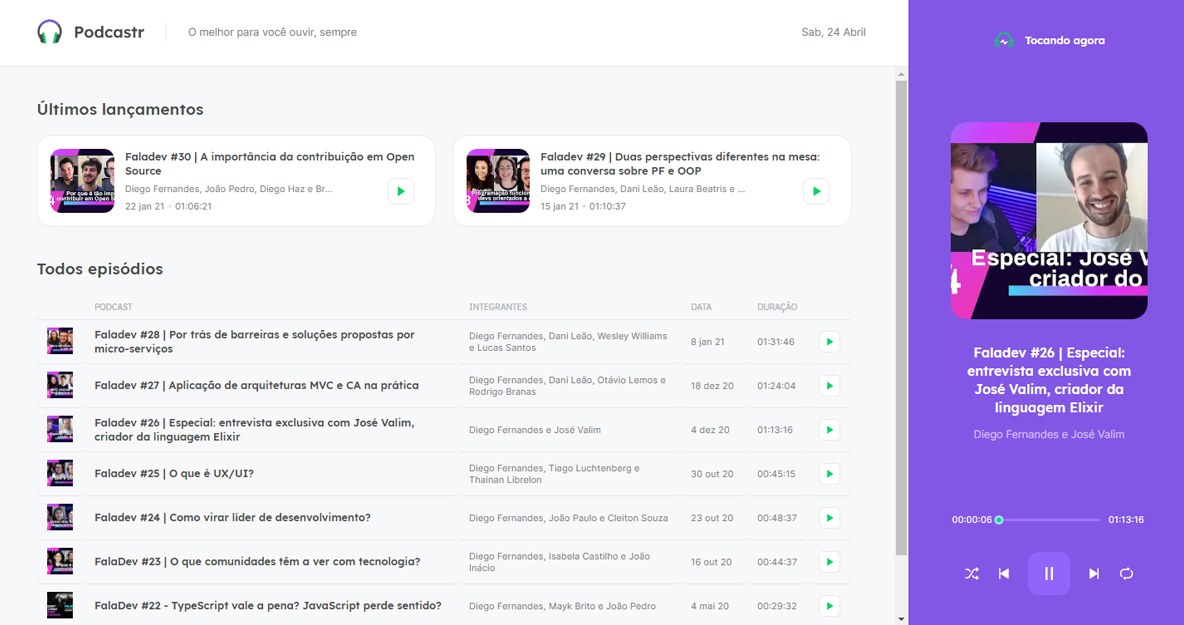 Podcastr
O melhor para você ouvir, sempre
Sab, 24 Abril
Últimos lançamentos
Faladev #30 | A importância da contribuição em Open
Source
Diego Fernandes, João Pedro, Diego Haz e Br...
22 jan 21 • 01:06:21
Faladev #29 | Duas perspectivas diferentes na mesa:
uma conversa sobre PF e OOP
Diego Fernandes, Dani Leão, Laura Beatris e ...
15 jan 21 • 01:10:37
Todos episódios
PODCAST INTEGRANTES DATA DURAÇÃO
Faladev #28 | Por trás de barreiras e soluções propostas por
micro-serviços
Diego Fernandes, Dani Leão, Wesley Williams
e Lucas Santos
8 jan 21
01:31:46
Faladev #27 | Aplicação de arquiteturas MVC e CA na prática
Diego Fernandes, Dani Leão, Otávio Lemos e
Rodrigo Branas
18 dez 20
01:24:04
Faladev #26 | Especial: entrevista exclusiva com José Valim,
criador da linguagem Elixir
Diego Fernandes e José Valim
4 dez 20
01:13:16
Faladev #25 | O que é UX/UI?
Diego Fernandes, Tiago Luchtenberg e
Thainan Librelon
30 out 20
00:45:15
Faladev #24 | Como virar líder de desenvolvimento?
Diego Fernandes, João Paulo e Cleiton Souza
23 out 20
00:48:37
FalaDev #23 | O que comunidades têm a ver com tecnologia?
Diego Fernandes, Isabela Castilho e João
Inácio
16 out 20
00:44:37
FalaDev #22 - TypeScript vale a pena? JavaScript perde sentido?
Diego Fernandes, Mayk Brito e João Pedro
4 mai 20
00:29:32
Tocando agora
Especial: José V
criador do
Faladev #26 | Especial:
entrevista exclusiva com
José Valim, criador da
linguagem Elixir
Diego Fernandes e José Valim
00:00:06
01:13:16